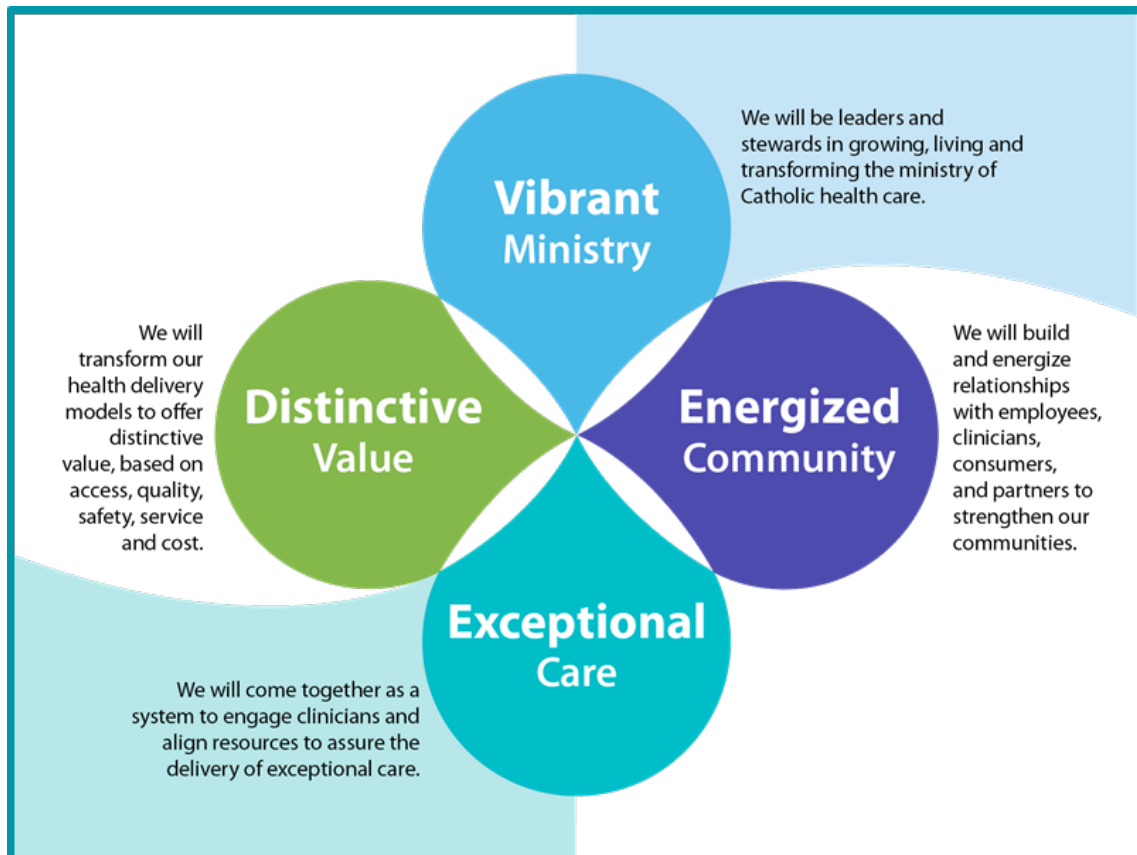 Vibrant
Ministry
We will be leaders and
stewards in growing, living and
transforming the ministry of
Catholic health care.
Distinctive
Value
We will
transform our
health delivery
models to offer
distinctive
value, based on
access, quality,
safety, service
and cost.
Energized
Community
We will build
and energize
relationships
with employees,
clinicians,
consumers,
and partners to
strengthen our
communities.
Exceptional
Care
We will come together as a
system to engage clinicians and
align resources to assure the
delivery of exceptional care.